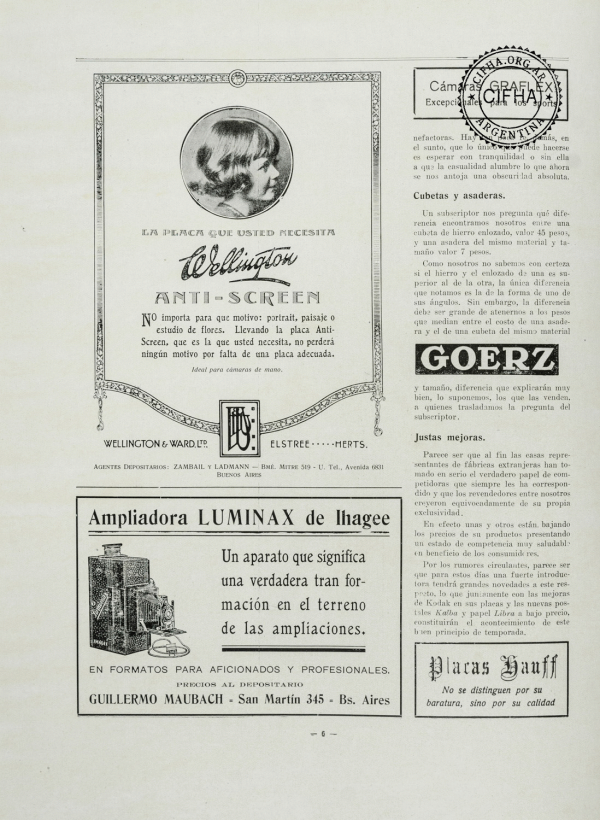 LA PLACA QUE USTED NECESITA
Wellington
ANTI-SCREEN
NO importa para que motivo: portrait, paisaje o
estudio de flores. Llevando la placa Anti-
Screen, que es la que usted necesita, no perderá
ningún motivo por falta de una placa adecuada.
Ideal para cámaras de mano.
WELLINGTON & WARD. LTD. ELSTREE·····HERTS.
AGENTES DEPOSITARIOS: ZAMBAIL Y LADMANN — BMÉ. MITRE 519 - U. Tel., Avenida 6831
BUENOS AIRES
Ampliadora LUMINAX de Ihagee
Un aparato que significa
una verdadera tran for-
mación en el terreno
de las ampliaciones.
EN FORMATOS PARA AFICIONADOS Y PROFESIONALES.
PRECIOS AL DEPOSITARIO
GUILLERMO MAUBACH - San Martín 345 - Bs. Aires
Cámaras GRAFLEX
Excepcionales para los sports
CIFHA.ORG.AR
CIFHA
ARGENTINA
nefactoras. Hay más, en
el sunto, que lo único que puede hacerse
es esperar con tranquilidad o sin ella
a que la casualidad alumbre lo que ahora
se nos antoja una obscuridad absoluta.
Cubetas y asaderas.
Un subscriptor nos pregunta qué dife-
rencia encontramos nosotros entre una
cubeta de hierro enlozado, valor 45 pesos,
y una asadera del mismo material y ta-
maño valor 7 pesos.
Como nosotros no sabemos con certeza
si el hierro y el enlozado de una es su-
perior al de la otra, la única diferencia
que notamos es la de la forma de uno de
sus ángulos. Sin embargo, la diferencia
debe ser grande de atenernos a los pesos
que median entre el costo de una asade-
ra y el de una cubeta del mismo material
GOERZ
y tamaño, diferencia que explicarán muy
bien, lo suponemos, los que las venden,
a quienes trasladamos la pregunta del
subscriptor.
Justas mejoras.
Parece ser que al fin las casas repre-
sentantes de fábricas extranjeras han to-
mado en serio el verdadero papel de com-
petidoras que siempre les ha correspon-
dido y que los revendedores entre nosotros
creyeron equivocadamente de su propia
exclusividad.
En efecto unas y otros están bajando
los precios de su productos presentando
un estado de competencia muy saludable
en beneficio de los consumidores.
Por los rumores circulantes, parece ser
que para estos días una fuerte introduc-
tora tendrá grandes novedades a este res-
pecto, lo que juntamente con las mejoras
de Kodak en sus placas y las nuevas pos-
tales Kalba y papel Libra a bajo precio,
constituirán el acontecimiento de este
buen principio de temporada.
Placas Hauff
No se distinguen por su
baratura, sino por su calidad
— 6 —